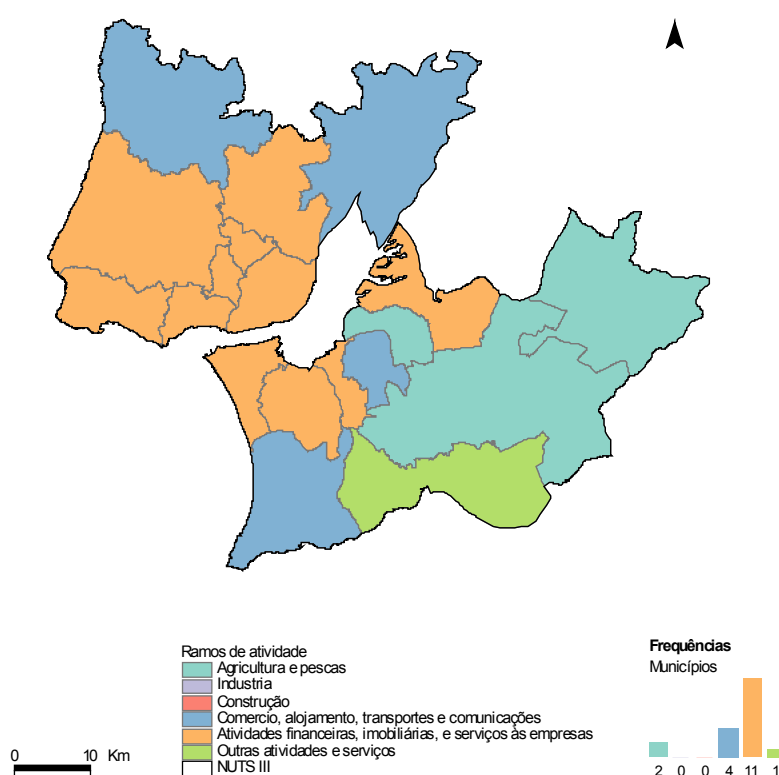 Ramos de atividade
Agricultura e pescas
Industria
Construção
Comercio, alojamento, transportes e comunicações
Atividades financeiras, imobiliárias, e serviços às empresas
Outras atividades e serviços
NUTS III
0 10 Km
Frequências
Municípios
2 0 0 4 11 1